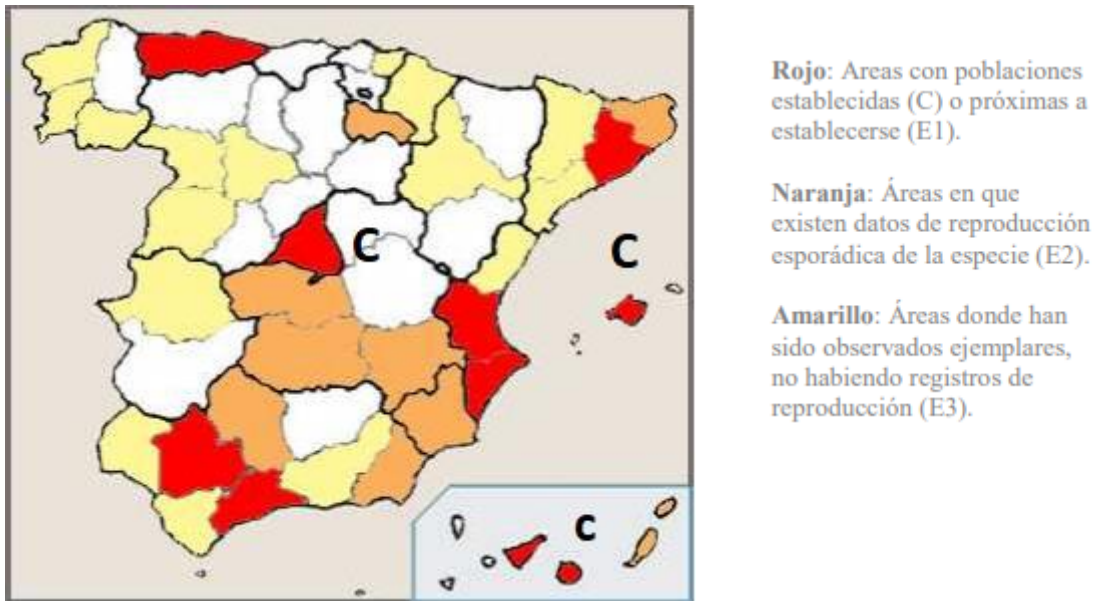 C
C
C
Rojo: Areas con poblaciones
establecidas (C) o próximas a
establecerse (E1).
Naranja: Áreas en que
existen datos de reproducción
esporádica de la especie (E2).
Amarillo: Áreas donde han
sido observados ejemplares,
no habiendo registros de
reproducción (E3).